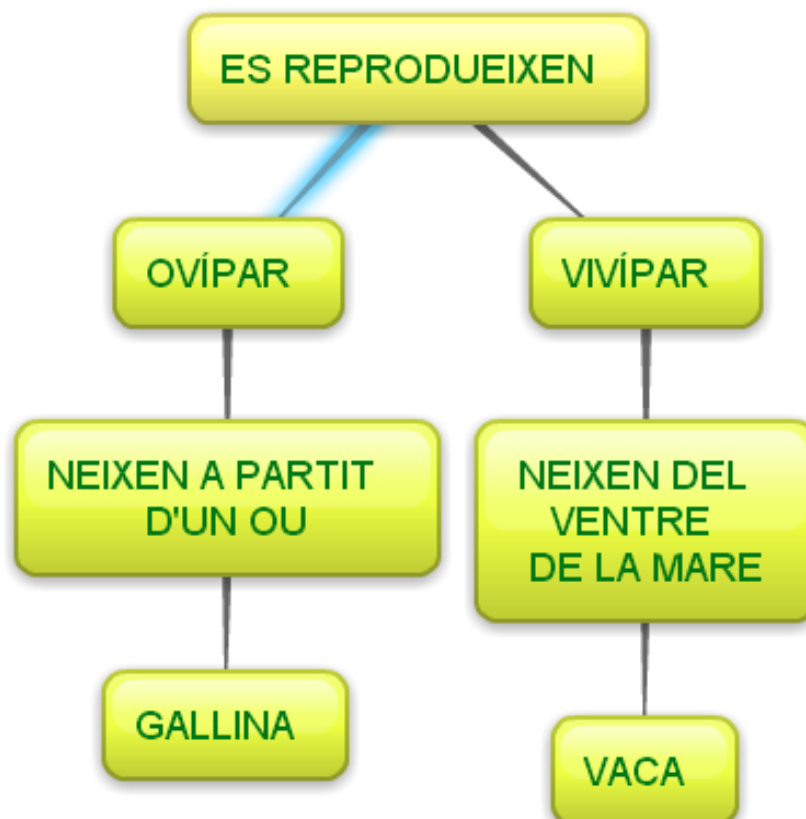 ES REPRODUEIXEN
OVÍPAR
VIVÍPAR
NEIXEN A PARTIT
D'UN OU
NEIXEN DEL
VENTRE
DE LA MARE
GALLINA
VACA